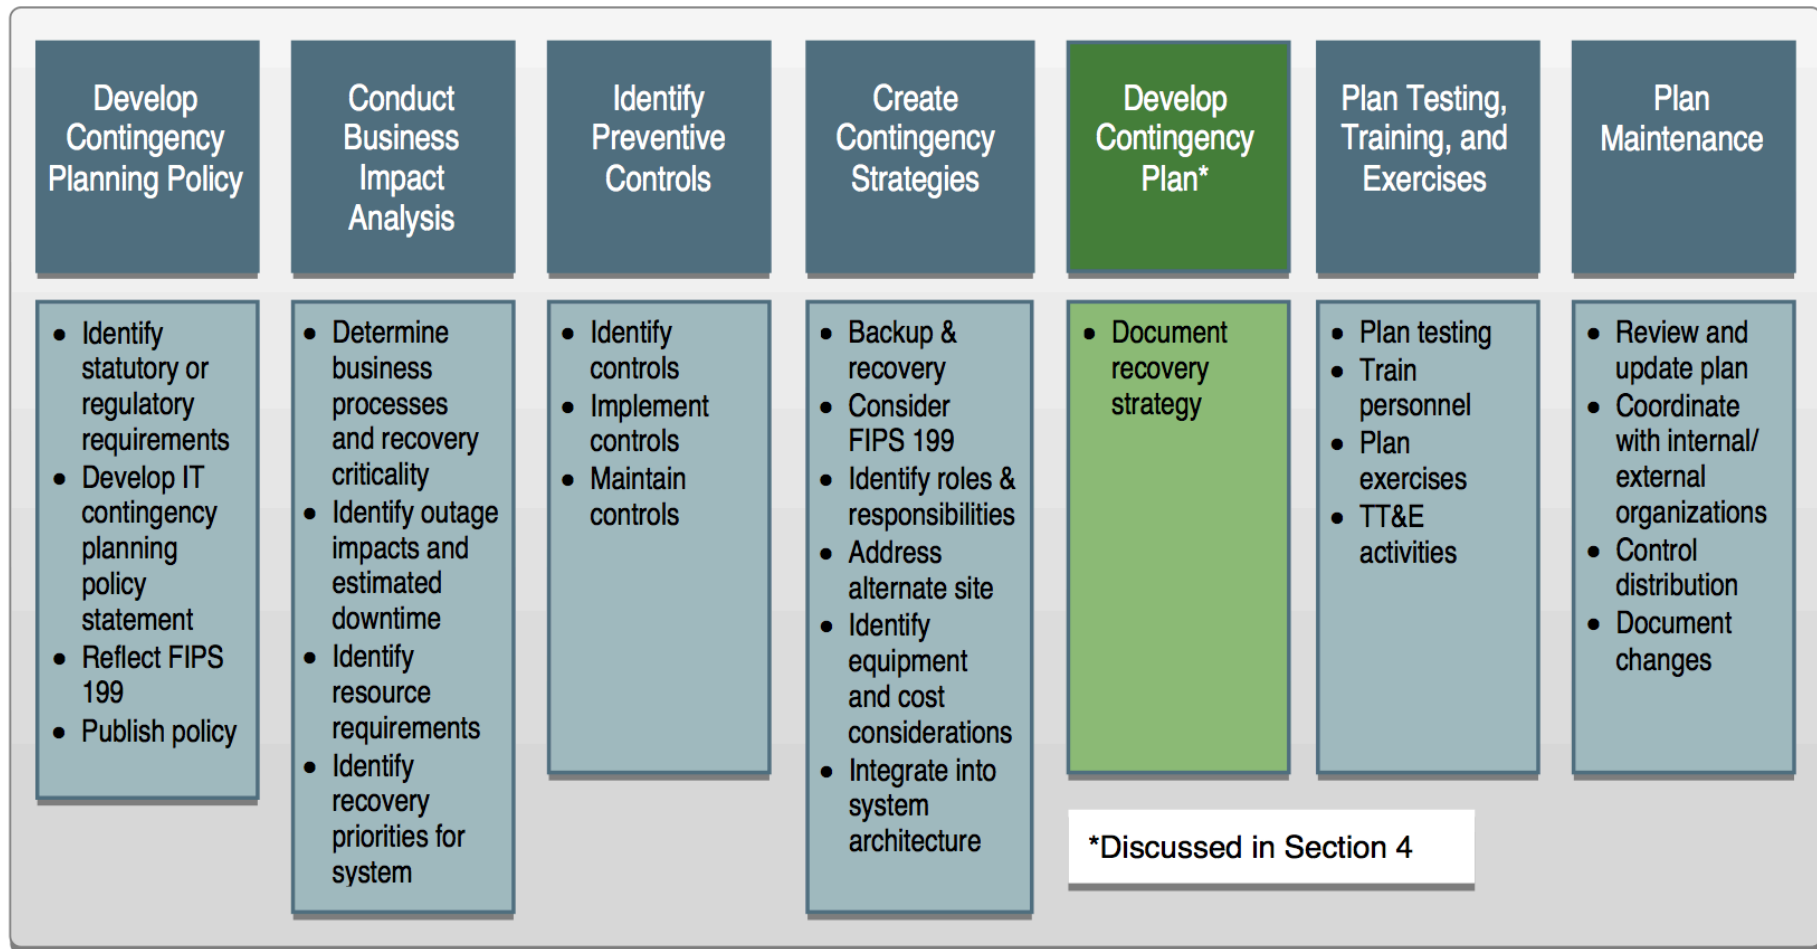 Develop
Contingency
Planning Policy
Conduct
Business
Impact
Analysis
Identify
Preventive
Controls
Create
Contingency
Strategies
Develop
Contingency
Plan*
Plan Testing,
Training, and
Exercises
Plan
Maintenance
• Identify
statutory or
regulatory
requirements
• Develop IT
contingency
planning
policy
statement
• Reflect FIPS
199
• Publish policy
• Determine
business
processes
and recovery
criticality
• Identify outage
impacts and
estimated
downtime
• Identify
resource
requirements
• Identify
recovery
priorities for
system
• Identify
controls
• Implement
controls
• Maintain
controls
• Backup &
recovery
• Consider
FIPS 199
• Identify roles &
responsibilities
• Address
alternate site
• Identify
equipment
and cost
considerations
• Integrate into
system
architecture
• Document
recovery
strategy
• Plan testing
• Train
personnel
• Plan
exercises
• TT&E
activities
• Review and
update plan
• Coordinate
with internal/
external
organizations
• Control
distribution
• Document
changes
*Discussed in Section 4